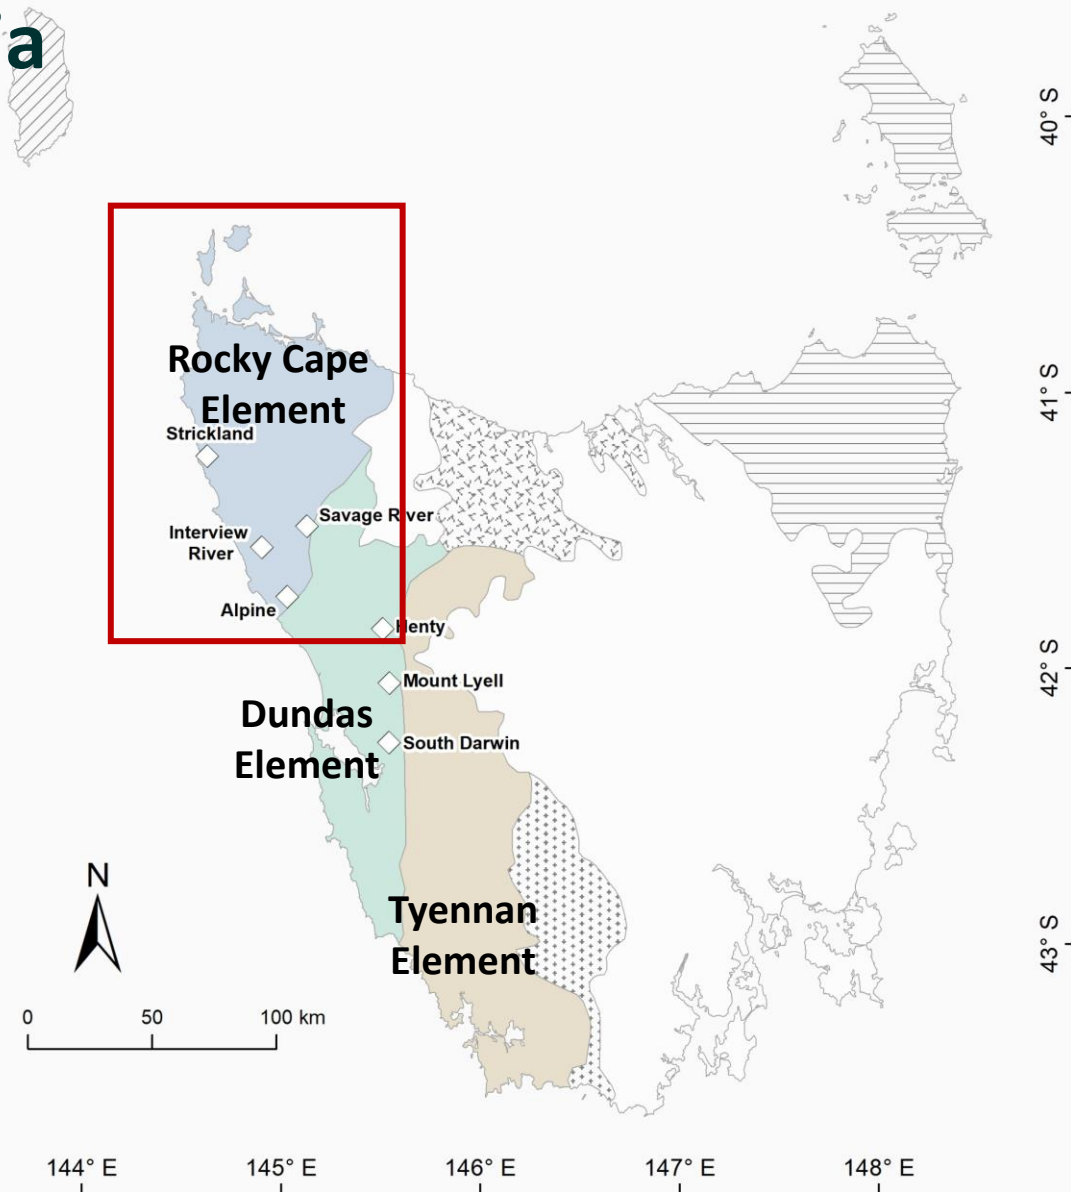 ia
40° S
Rocky Cape
Element
41° S
Strickland
Savage River
Interview
River
Alpine
Henty
42° S
Mount Lyell
Dundas
Element
South Darwin
N
Tyennan
Element
43° S
0 50 100 km
144° E 145° E 146° E 147° E 148° E